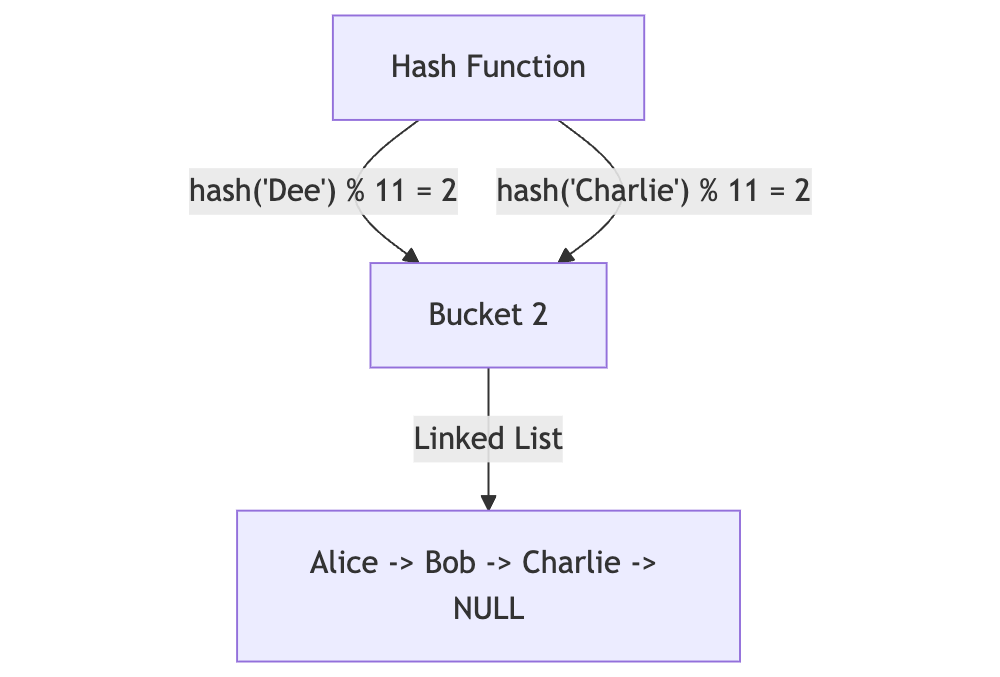 Hash Function
hash('Dee') % 11 = 2
hash('Charlie') % 11 = 2
Bucket 2
Linked List
Alice -> Bob -> Charlie ->
NULL